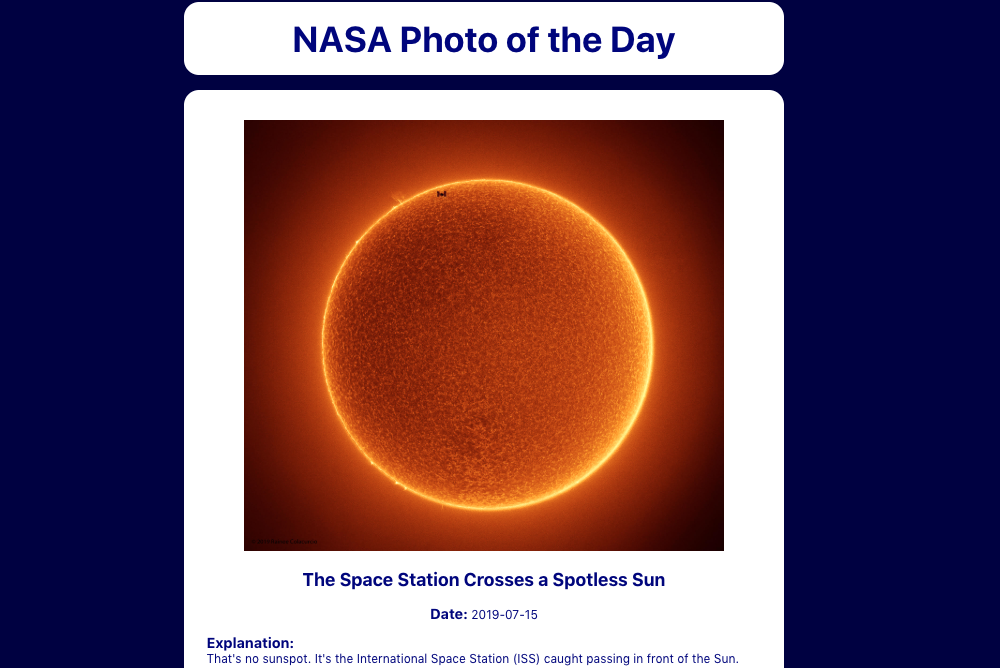 NASA Photo of the Day
The Space Station Crosses a Spotless Sun
Date: 2019-07-15
Explanation:
That's no sunspot. It's the International Space Station (ISS) caught passing in front of the Sun.